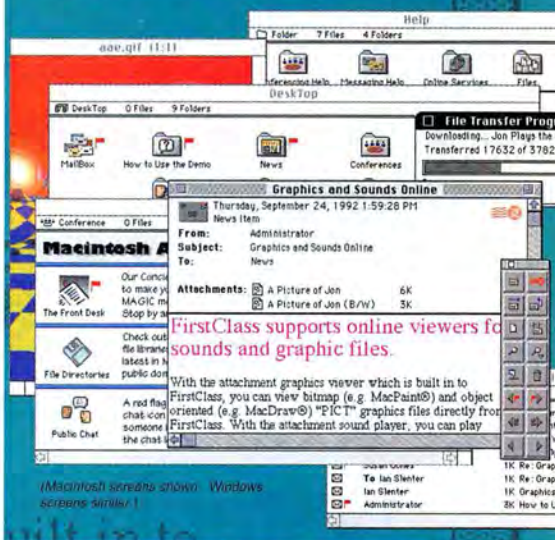 Help
Folder 7 Files 4 Folders
aae.gif (1:1)
Conferencing Help Messaging Help Online Services Files
DeskTop
DeskTop 0 Files 9 Folders
File Transfer Prog
Downloading... Jon Plays the
Transferred 17632 of 3782
MailBox How to Use the Demo News Conferences
Graphics and Sounds Online
Thursday, September 24, 1992 1:59:28 PM
News Item
From: Administrator
Subject: Graphics and Sounds Online
To: News
Attachments: A Picture of Jon 6K
A Picture of Jon (B/W) 3K
FirstClass supports online viewers fo
sounds and graphic files.
With the attachment graphics viewer which is built in to
FirstClass, you can view bitmap (e.g. MacPaint®) and object
oriented (e.g. MacDraw®) "PICT" graphics files directly from
FirstClass. With the attachment sound player, you can play
Conference 0 Files
Macintosh A
Our Concie
to make yo
MAGIC m
Stop by a
The Front Desk
Check out
file librarie
latest in M
public dom
File Directories
A red flag
chat icon
someone i
the chat
Public Chat
To Ian Slenter 1K Re: Grap
Ian Slenter 1K Graphics
Administrator 8K How to U
(Macintosh screens shown. Windows
screens similar.)
uilt in to